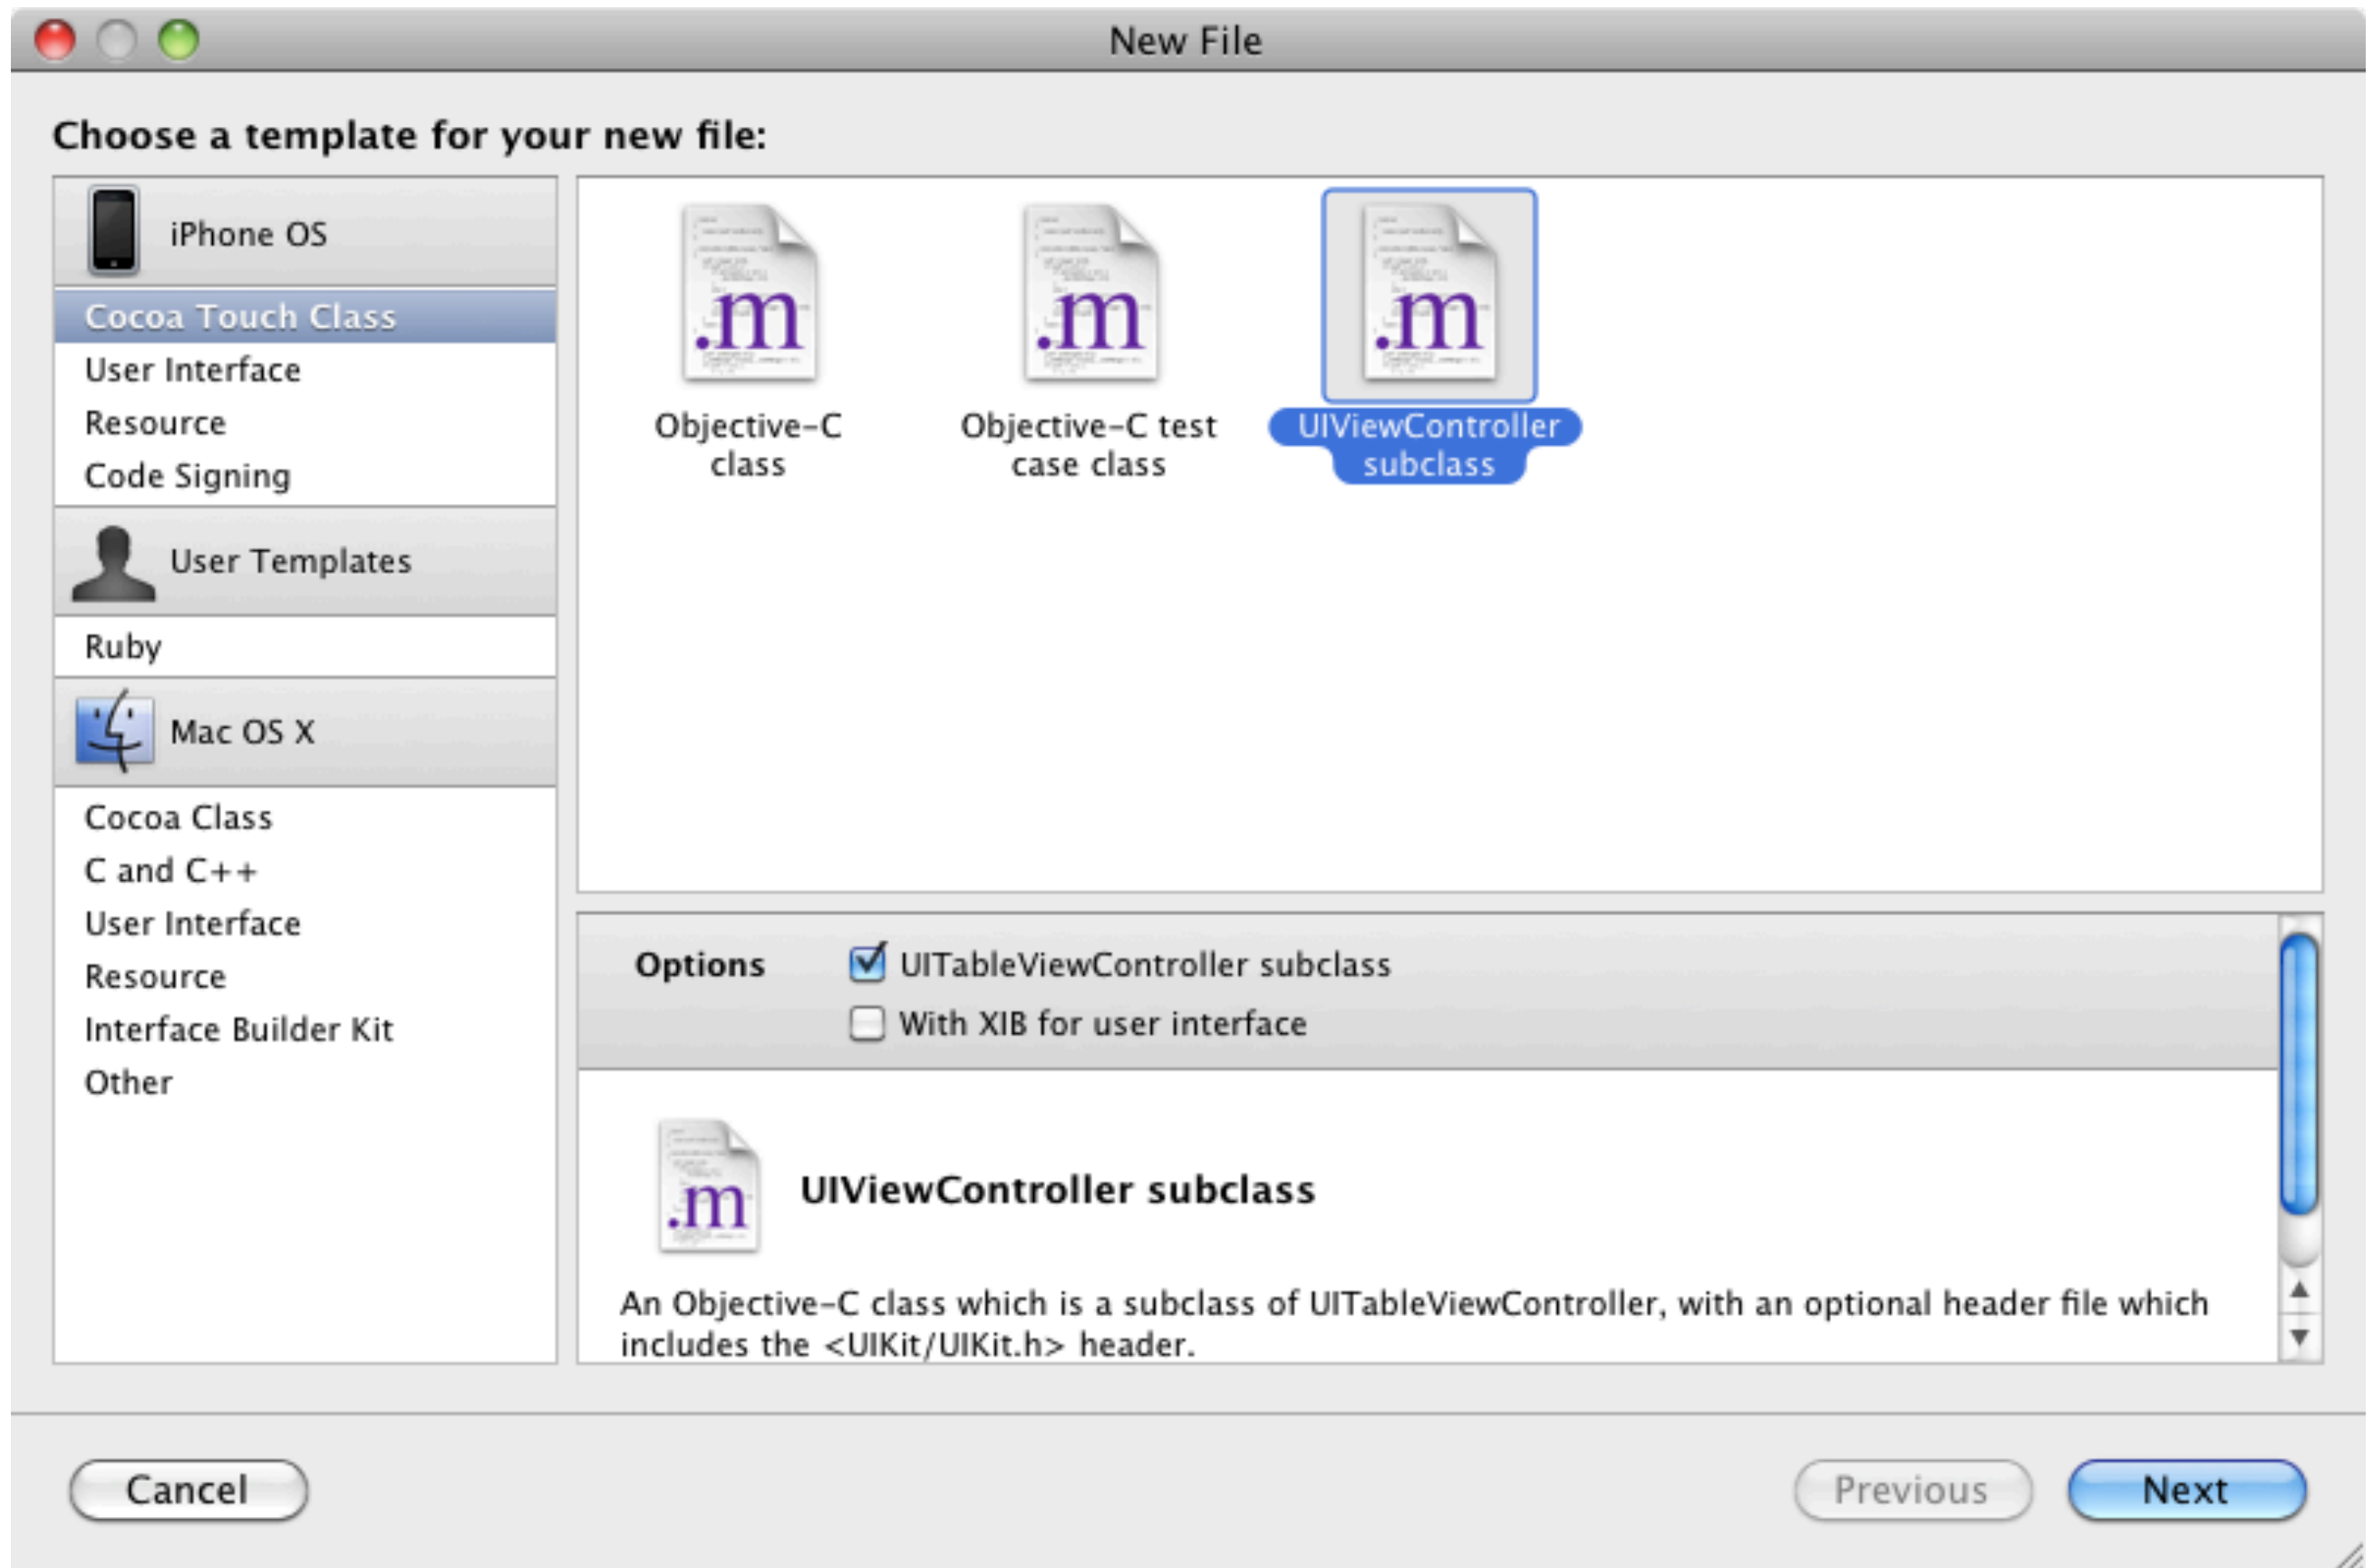 New File
Choose a template for your new file:
iPhone OS
Cocoa Touch Class
User Interface
Resource
Code Signing
User Templates
Ruby
Mac OS X
Cocoa Class
C and C++
User Interface
Resource
Interface Builder Kit
Other
.m
Objective-C
class
.m
Objective-C test
case class
.m
UIViewController
subclass
Options
UITableViewController subclass
With XIB for user interface
.m
UIViewController subclass
An Objective-C class which is a subclass of UITableViewController, with an optional header file which
includes the <UIKit/UIKit.h> header.
Cancel
Previous
Next